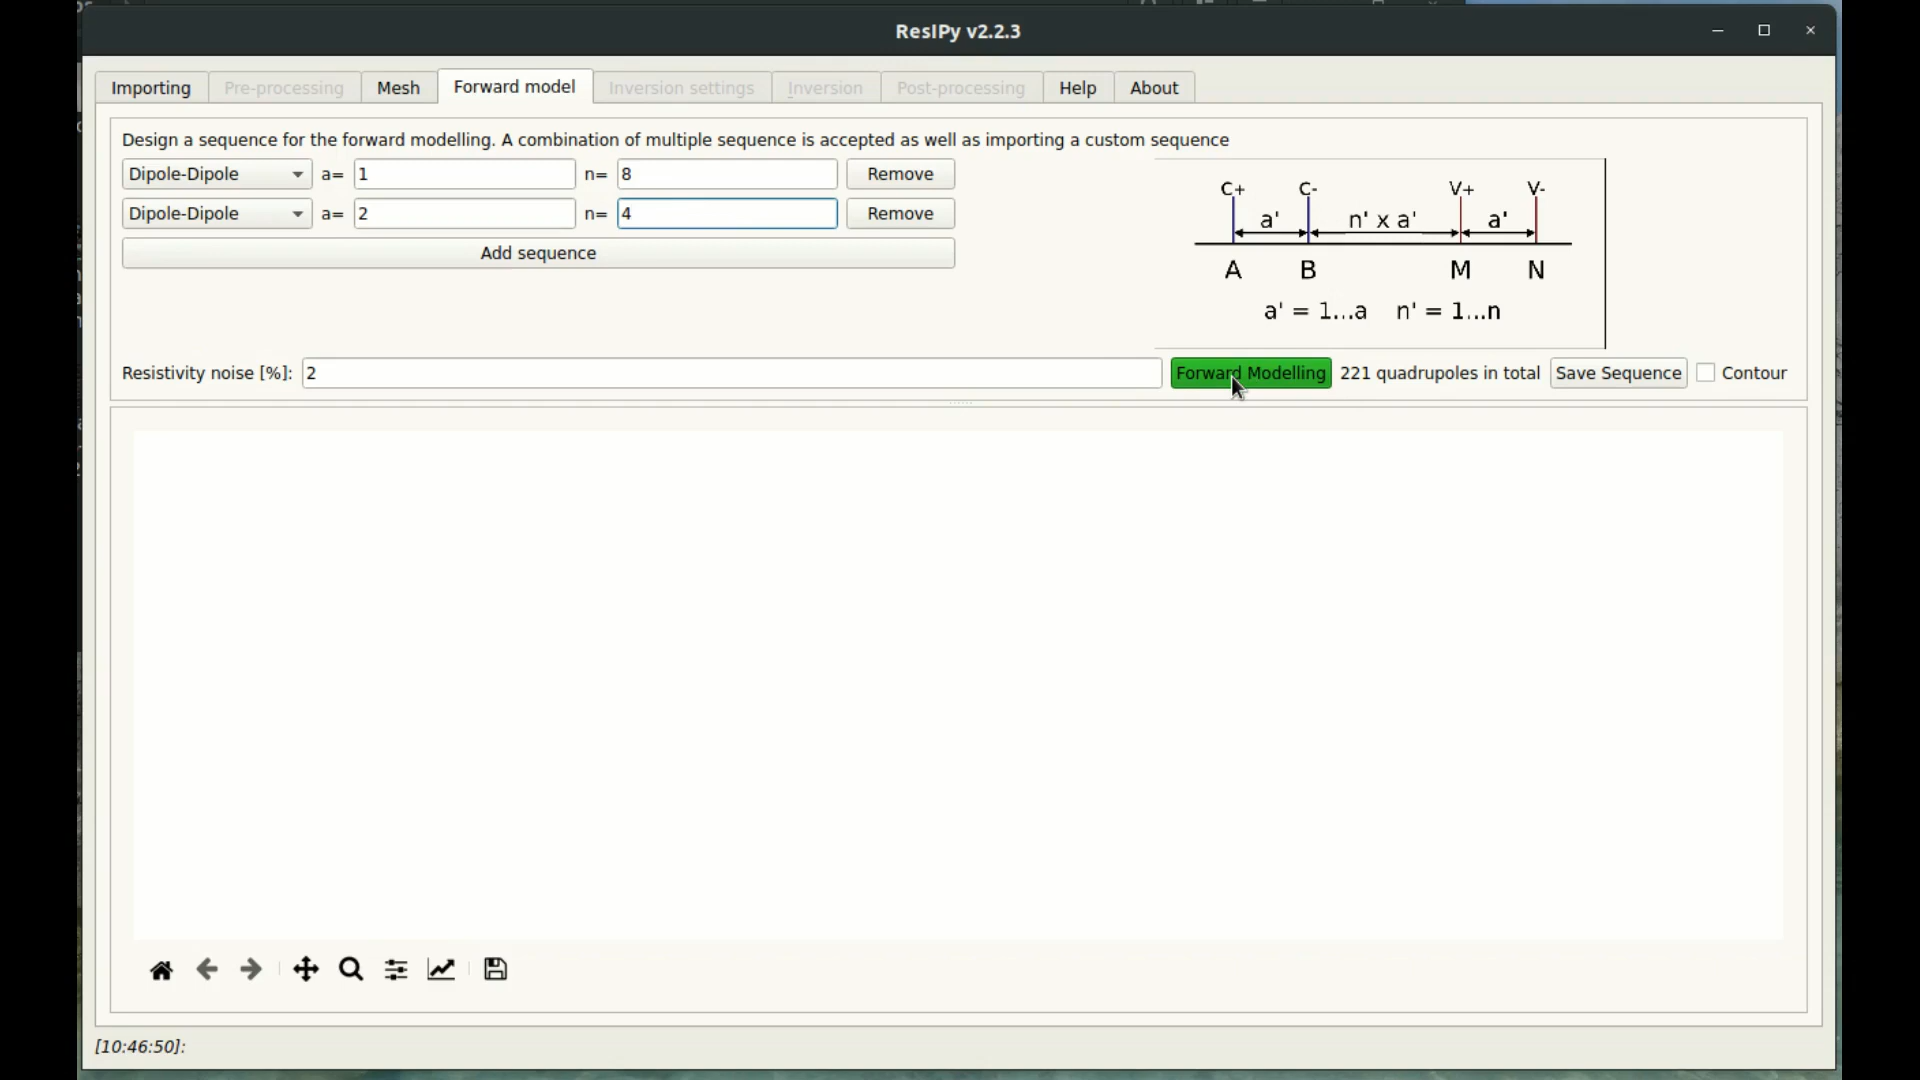 ResIPy v2.2.3
Importing Pre-processing Mesh Forward model Inversion settings Inversion Post-processing Help About
Design a sequence for the forward modelling. A combination of multiple sequence is accepted as well as importing a custom sequence
Dipole-Dipole a= 1 n= 8 Remove
Dipole-Dipole a= 2 n= 4 Remove
Add sequence
C+ C- V+ V-
a' n' x a' a'
A B M N
a' = 1...a n' = 1...n
Resistivity noise [%]: 2 Forward Modelling 221 quadrupoles in total Save Sequence Contour
[10:46:50]: